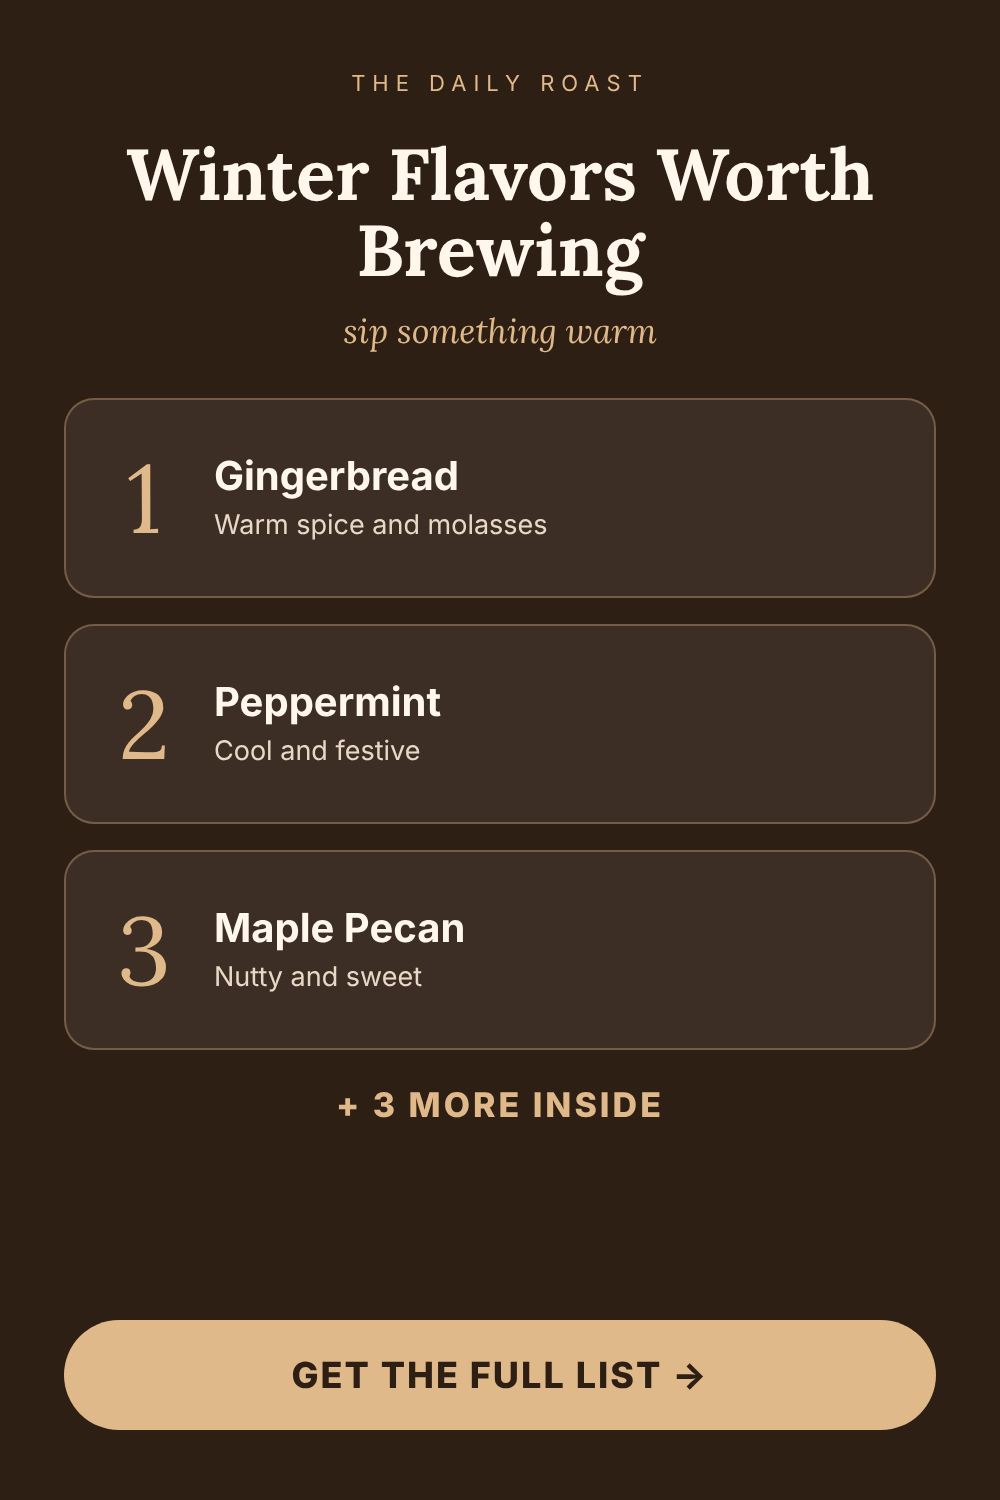 THE DAILY ROAST
Winter Flavors Worth
Brewing
sip something warm
1
Gingerbread
Warm spice and molasses
2
Peppermint
Cool and festive
3
Maple Pecan
Nutty and sweet
+ 3 MORE INSIDE
GET THE FULL LIST →